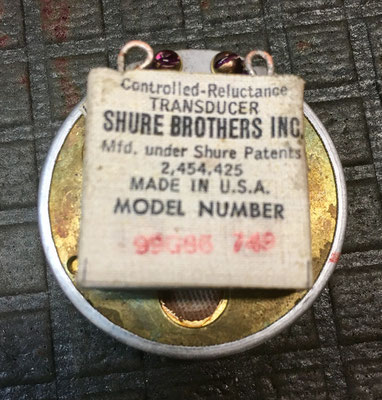 Controlled-Reluctance
TRANSDUCER
SHURE BROTHERS INC.
Mfd. under Shure Patents
2,454,425
MADE IN U.S.A.
MODEL NUMBER
99G86 749